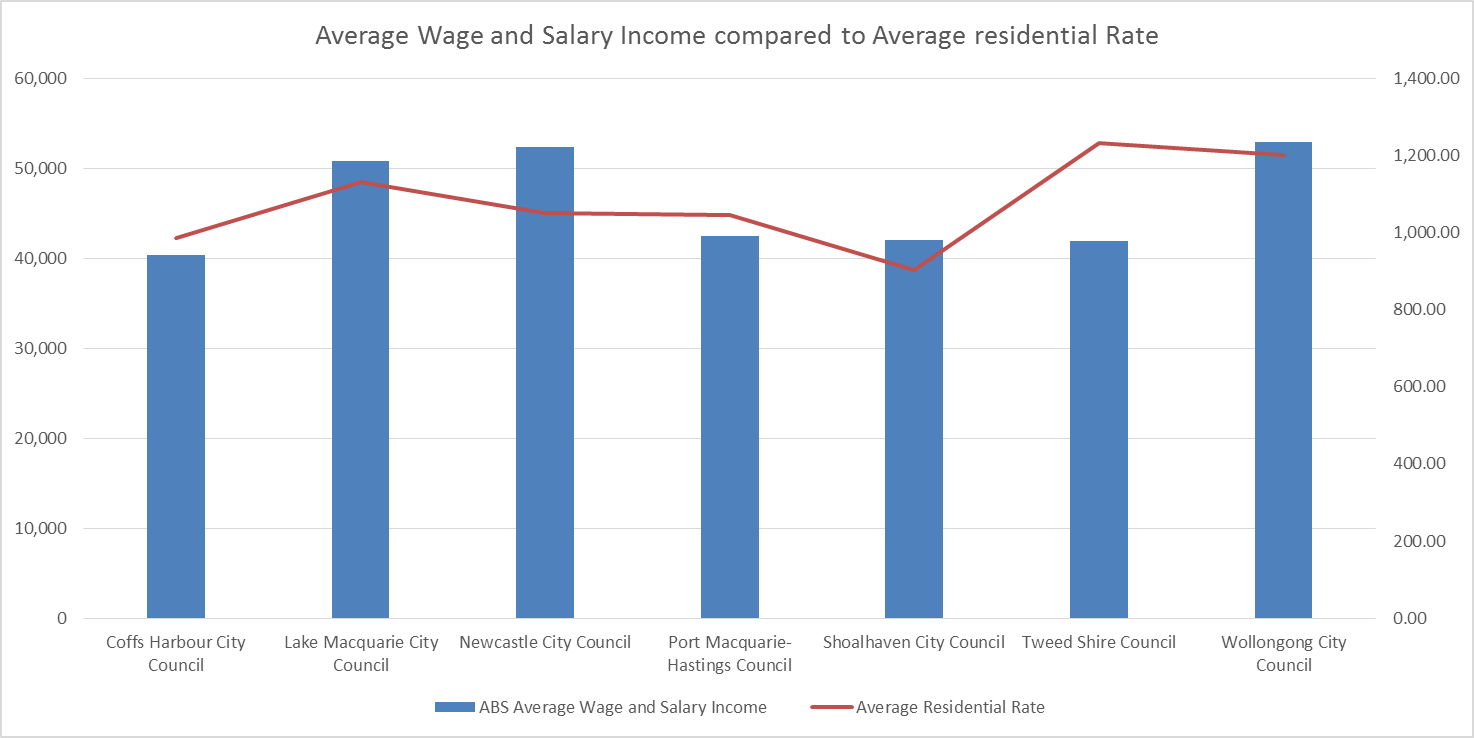 Average Wage and Salary Income compared to Average residential Rate
60,000
50,000
40,000
30,000
20,000
10,000
0
1,400.00
1,200.00
1,000.00
800.00
600.00
400.00
200.00
0.00
Coffs Harbour City
Council
Lake Macquarie City
Council
Newcastle City Council
Port Macquarie-
Hastings Council
Shoalhaven City Council
Tweed Shire Council
Wollongong City
Council
ABS Average Wage and Salary Income
Average Residential Rate